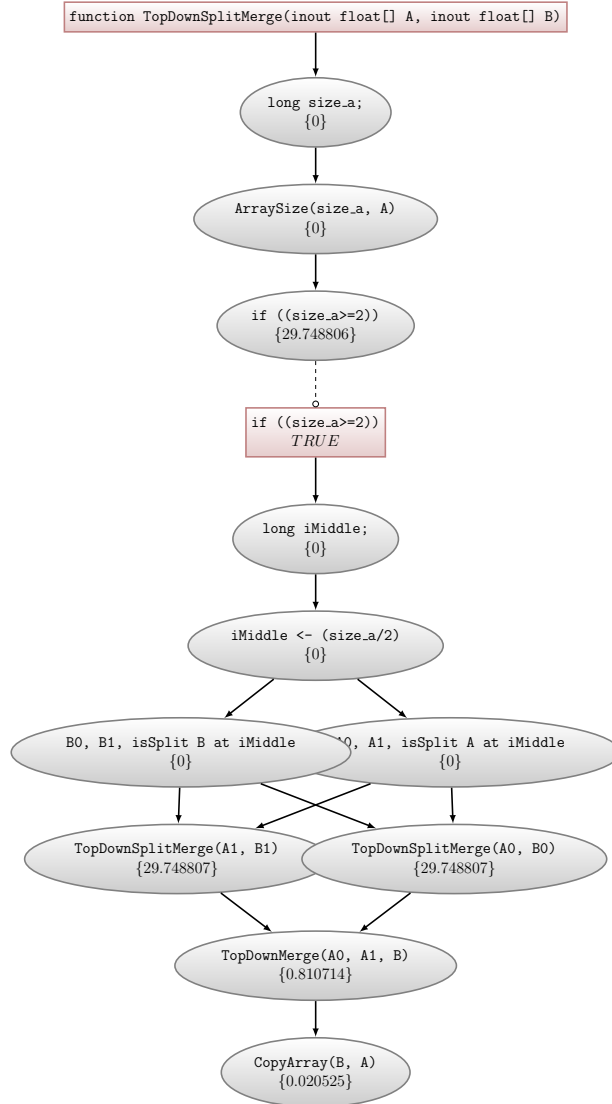 function TopDownSplitMerge(inout float[] A, inout float[] B)
long size_a;
{0}
ArraySize(size_a, A)
{0}
if ((size_a>=2))
{29.748806}
if ((size_a>=2))
TRUE
long iMiddle;
{0}
iMiddle <- (size_a/2)
{0}
B0, B1, isSplit B at iMiddle
{0}
A0, A1, isSplit A at iMiddle
{0}
TopDownSplitMerge(A1, B1)
{29.748807}
TopDownSplitMerge(A0, B0)
{29.748807}
TopDownMerge(A0, A1, B)
{0.810714}
CopyArray(B, A)
{0.020525}